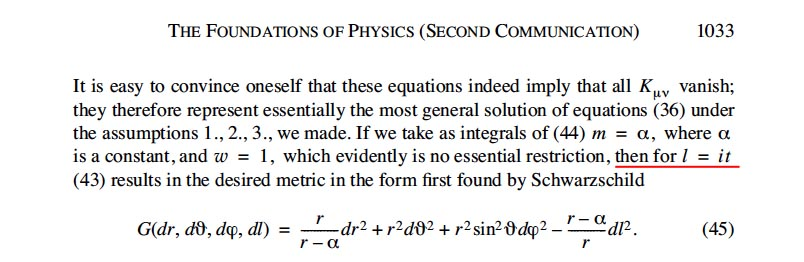 THE FOUNDATIONS OF PHYSICS (SECOND COMMUNICATION) 1033
It is easy to convince oneself that these equations indeed imply that all K_μν vanish;
they therefore represent essentially the most general solution of equations (36) under
the assumptions 1., 2., 3., we made. If we take as integrals of (44) m = α, where α
is a constant, and w = 1, which evidently is no essential restriction, then for l = it
(43) results in the desired metric in the form first found by Schwarzschild
G(dr, dϑ, dφ, dl) = r/(r – α) dr² + r²dϑ² + r² sin²ϑdφ² – (r – α)/r dl². (45)